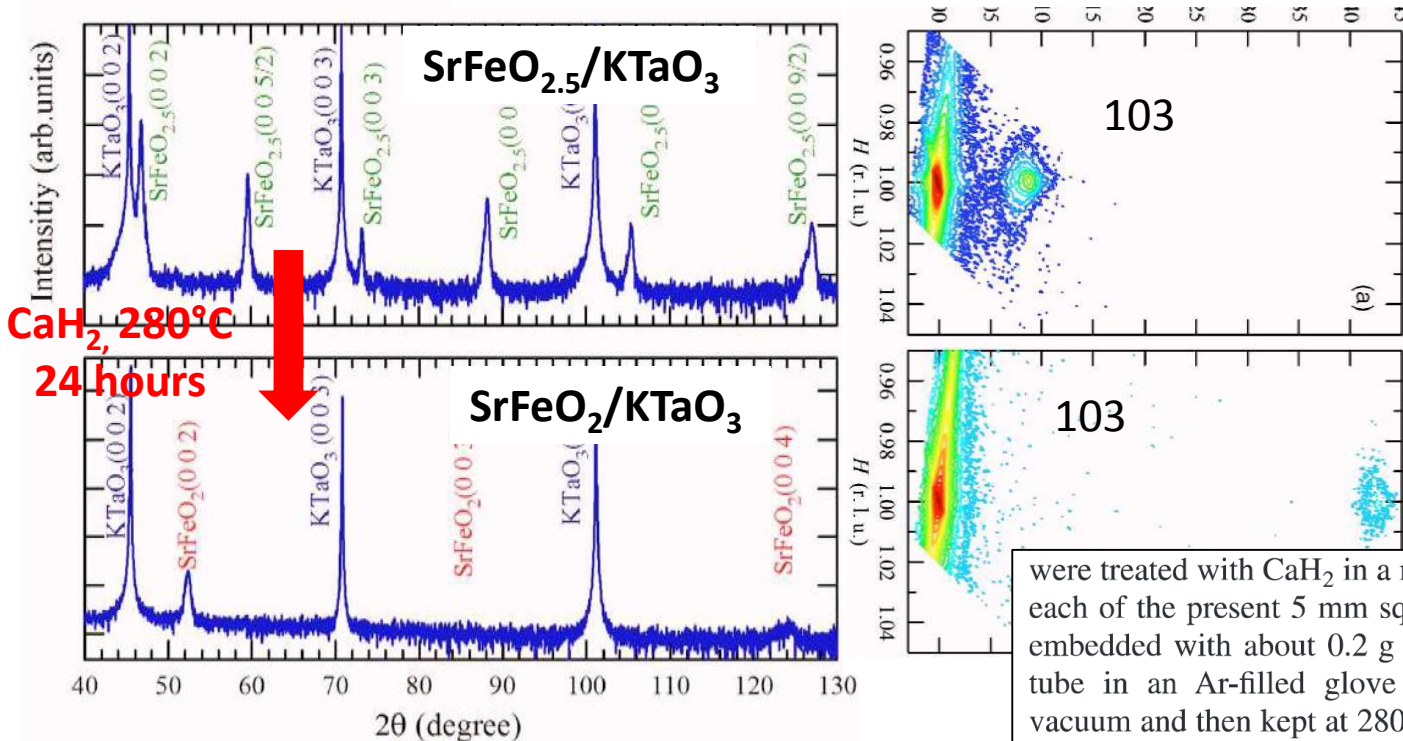 Intensitiy (arb.units)
KTaO3(0 0 2)
SrFeO2.5(0 0 2)
SrFeO2.5(0 0 5/2)
KTaO3(0 0 3)
SrFeO2.5(0 0 3)
SrFeO2.5(0 0
KTaO3(
SrFeO2.5(0
SrFeO2.5(0 0 9/2)
SrFeO2.5/KTaO3
CaH2, 280°C
24 hours
KTaO3(0 0 2)
SrFeO2(0 0 2)
KTaO3(0 0 3)
SrFeO2(0 0
KTaO3(
SrFeO2(0 0 4)
SrFeO2/KTaO3
40 50 60 70 80 90 100 110 120 130
2θ (degree)
0.96
0.98
1.00
1.02
1.04
H (r. l. u.)
103
(a)
0.96
0.98
1.00
1.02
1.04
H (r. l. u.)
103
were treated with CaH2 in a
each of the present 5 mm sq
embedded with about 0.2 g
tube in an Ar-filled glove
vacuum and then kept at 280